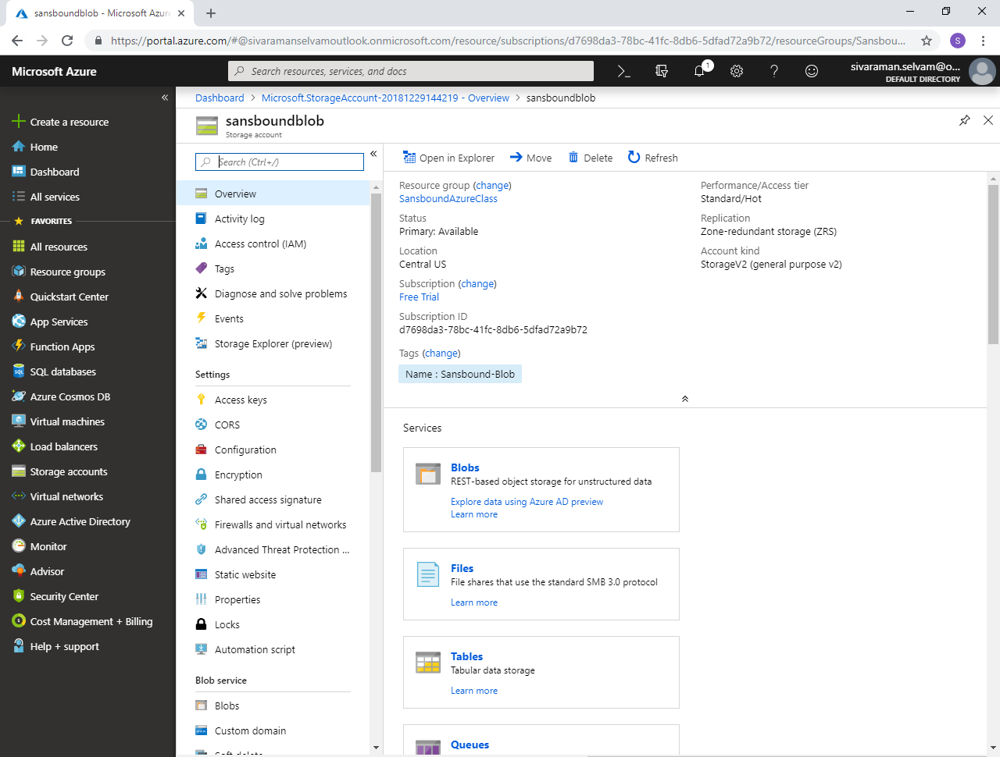 sansboundblob - Microsoft Azure
https://portal.azure.com/#@sivaramanselvamoutlook.onmicrosoft.com/resource/subscriptions/d7698da3-78bc-41fc-8db6-5dfad72a9b72/resourceGroups/Sansbou...
S
Microsoft Azure
Search resources, services, and docs
1
sivaraman.selvam@o...
DEFAULT DIRECTORY
Create a resource
Home
Dashboard
All services
FAVORITES
All resources
Resource groups
Quickstart Center
App Services
Function Apps
SQL databases
Azure Cosmos DB
Virtual machines
Load balancers
Storage accounts
Virtual networks
Azure Active Directory
Monitor
Advisor
Security Center
Cost Management + Billing
Help + support
Dashboard > Microsoft.StorageAccount-20181229144219 - Overview > sansboundblob
sansboundblob
Storage account
Search (Ctrl+/)
Overview
Activity log
Access control (IAM)
Tags
Diagnose and solve problems
Events
Storage Explorer (preview)
Settings
Access keys
CORS
Configuration
Encryption
Shared access signature
Firewalls and virtual networks
Advanced Threat Protection ...
Static website
Properties
Locks
Automation script
Blob service
Blobs
Custom domain
Soft delete
Open in Explorer
Move
Delete
Refresh
Resource group (change)
SansboundAzureClass
Status
Primary: Available
Location
Central US
Subscription (change)
Free Trial
Subscription ID
d7698da3-78bc-41fc-8db6-5dfad72a9b72
Tags (change)
Name : Sansbound-Blob
Performance/Access tier
Standard/Hot
Replication
Zone-redundant storage (ZRS)
Account kind
StorageV2 (general purpose v2)
Services
Blobs
REST-based object storage for unstructured data
Explore data using Azure AD preview
Learn more
Files
File shares that use the standard SMB 3.0 protocol
Learn more
Tables
Tabular data storage
Learn more
Queues